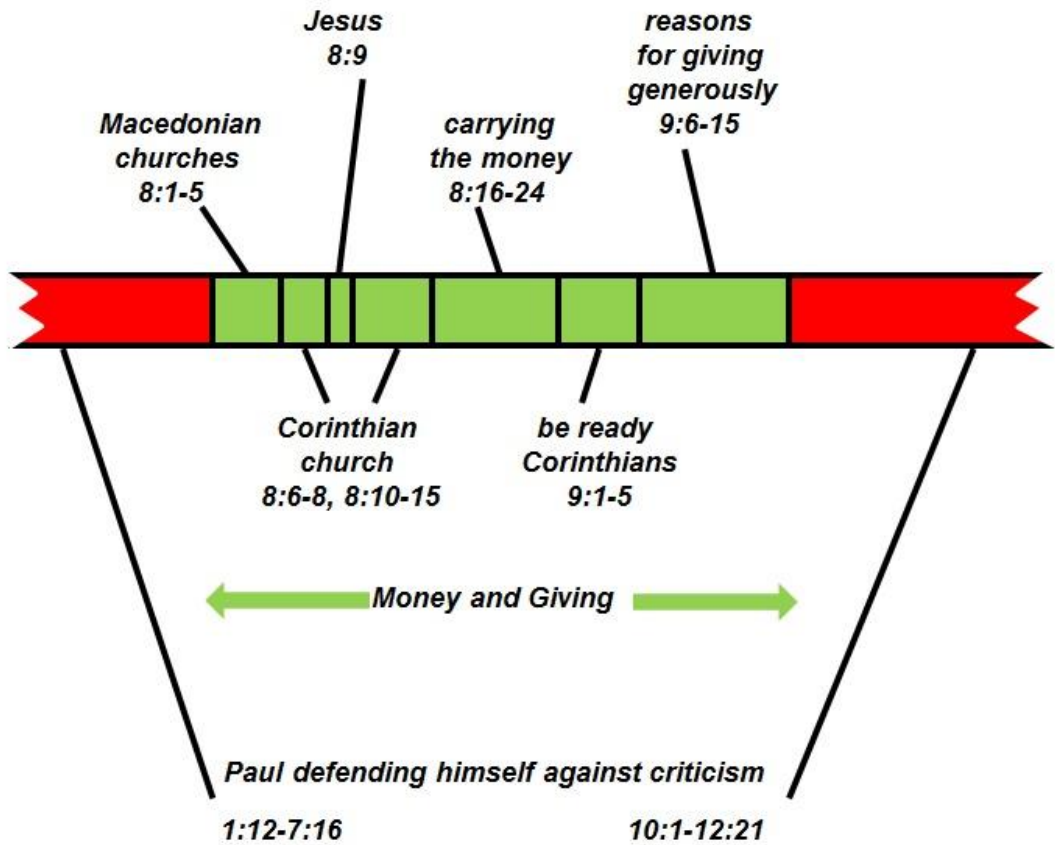 Jesus
8:9
reasons
for giving
generously
9:6-15
Macedonian
churches
8:1-5
carrying
the money
8:16-24
Corinthian
church
8:6-8, 8:10-15
be ready
Corinthians
9:1-5
Money and Giving
Paul defending himself against criticism
1:12-7:16
10:1-12:21